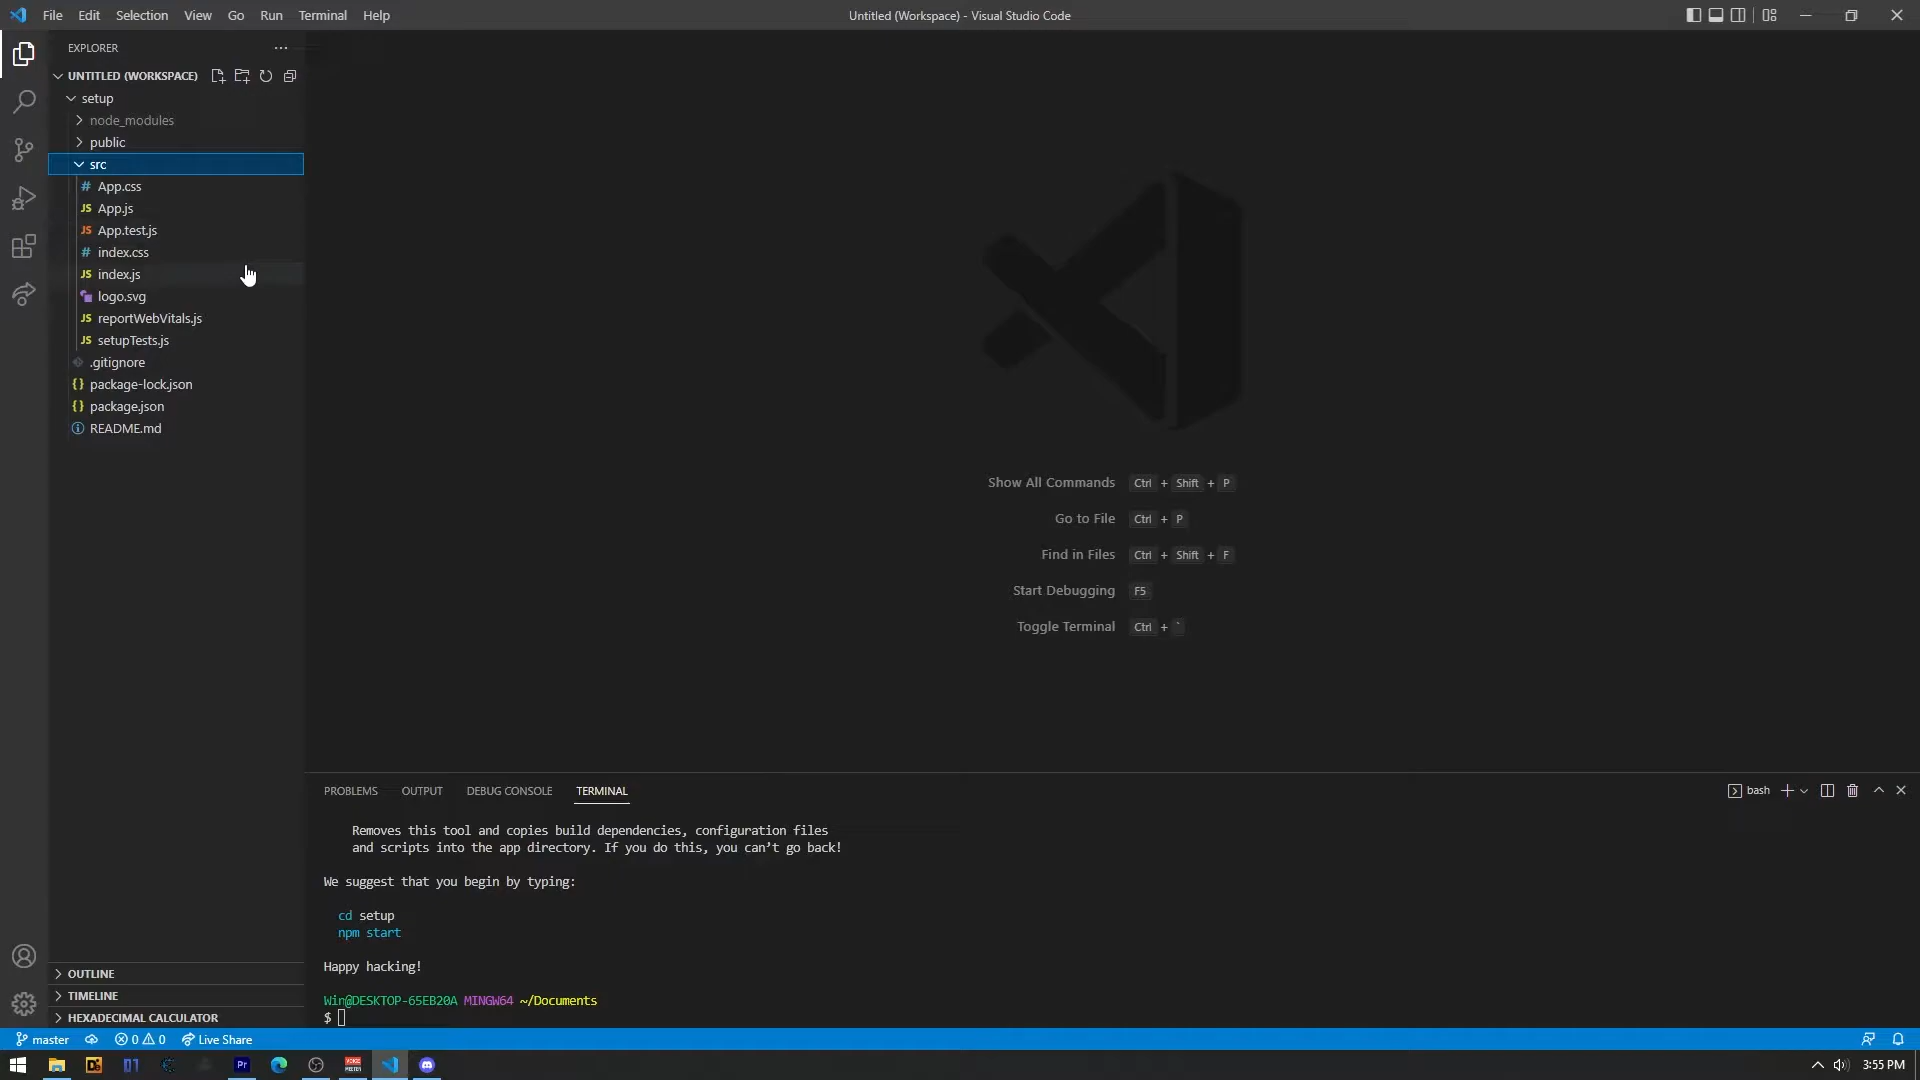 File Edit Selection View Go Run Terminal Help
Untitled (Workspace) - Visual Studio Code
EXPLORER
UNTITLED (WORKSPACE)
setup
node_modules
public
src
# App.css
JS App.js
JS App.test.js
# index.css
JS index.js
logo.svg
JS reportWebVitals.js
JS setupTests.js
.gitignore
{} package-lock.json
{} package.json
README.md
Show All Commands Ctrl + Shift + P
Go to File Ctrl + P
Find in Files Ctrl + Shift + F
Start Debugging F5
Toggle Terminal Ctrl + `
PROBLEMS OUTPUT DEBUG CONSOLE TERMINAL
bash
Removes this tool and copies build dependencies, configuration files
and scripts into the app directory. If you do this, you can’t go back!
We suggest that you begin by typing:
cd setup
npm start
Happy hacking!
Win@DESKTOP-65EB20A MINGW64 ~/Documents
$
OUTLINE
TIMELINE
HEXADECIMAL CALCULATOR
master 0 0 Live Share
Pr
3:55 PM